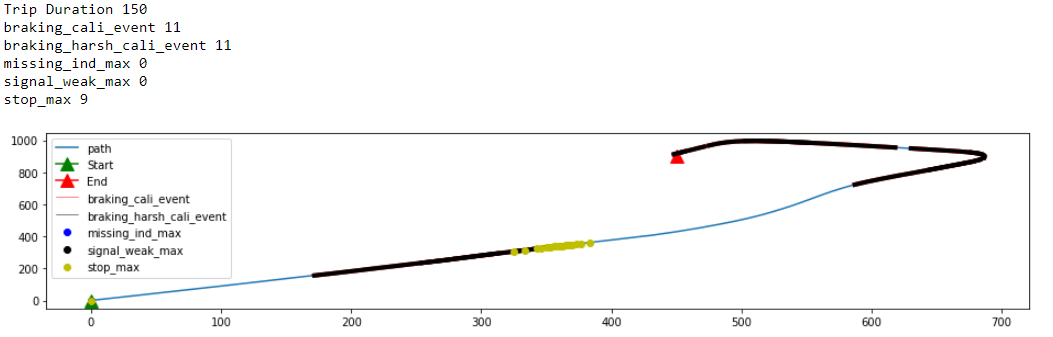 Trip Duration 150
braking_cali_event 11
braking_harsh_cali_event 11
missing_ind_max 0
signal_weak_max 0
stop_max 9
1000
800
600
400
200
0
path
Start
End
braking_cali_event
braking_harsh_cali_event
missing_ind_max
signal_weak_max
stop_max
0 100 200 300 400 500 600 700